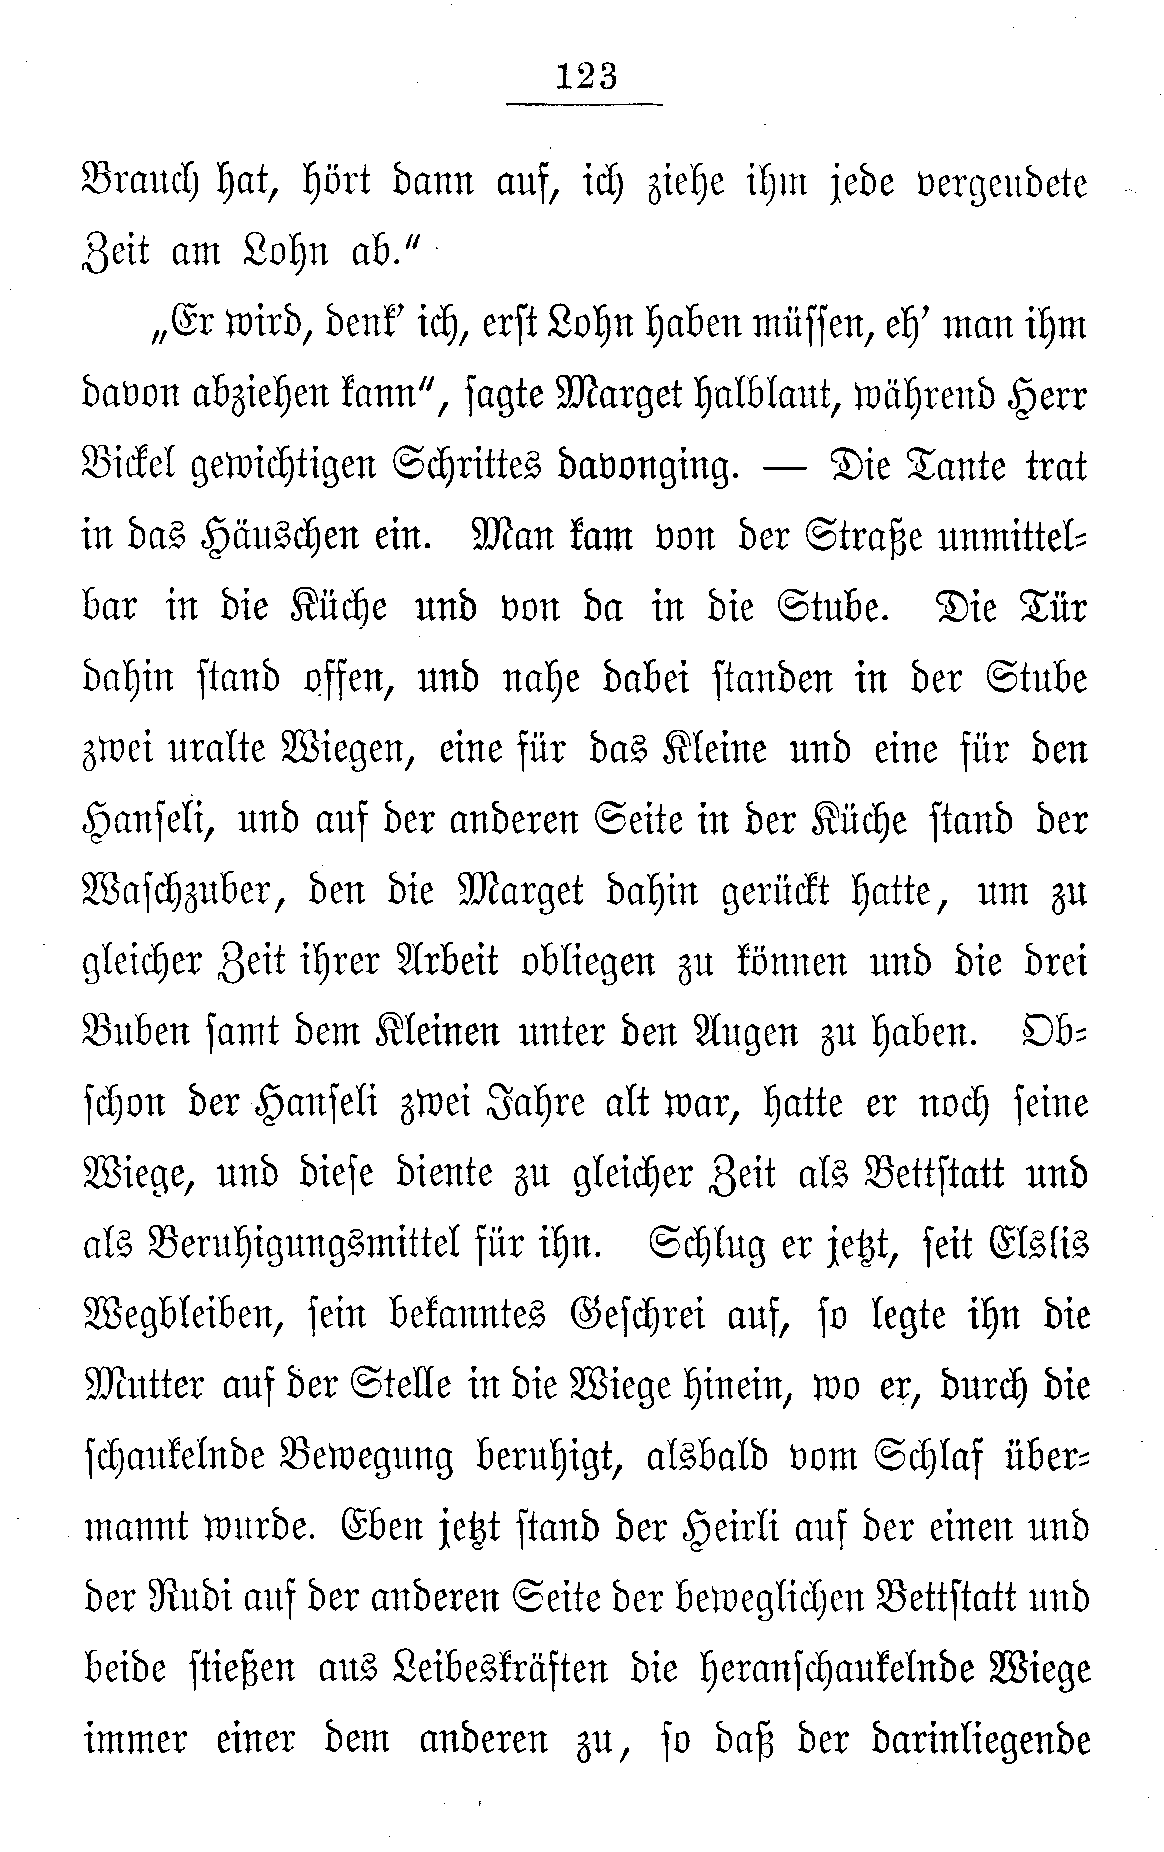 123
Brauch hat, hört dann auf, ich ziehe ihm jede vergeudete
Zeit am Lohn ab."
„Er wird, denk' ich, erst Lohn haben müssen, eh' man ihm
davon abziehen kann", sagte Marget halblaut, während Herr
Bickel gewichtigen Schrittes davonging. — Die Tante trat
in das Häuschen ein. Man kam von der Straße unmittel-
bar in die Küche und von da in die Stube. Die Tür
dahin stand offen, und nahe dabei standen in der Stube
zwei uralte Wiegen, eine für das Kleine und eine für den
Hanseli, und auf der anderen Seite in der Küche stand der
Waschzuber, den die Marget dahin gerückt hatte, um zu
gleicher Zeit ihrer Arbeit obliegen zu können und die drei
Buben samt dem Kleinen unter den Augen zu haben. Ob-
schon der Hanseli zwei Jahre alt war, hatte er noch seine
Wiege, und diese diente zu gleicher Zeit als Bettstatt und
als Beruhigungsmittel für ihn. Schlug er jetzt, seit Elslis
Wegbleiben, sein bekanntes Geschrei auf, so legte ihn die
Mutter auf der Stelle in die Wiege hinein, wo er, durch die
schaukelnde Bewegung beruhigt, alsbald vom Schlaf über-
mannt wurde. Eben jetzt stand der Heirli auf der einen und
der Rudi auf der anderen Seite der beweglichen Bettstatt und
beide stießen aus Leibeskräften die heranschaukelnde Wiege
immer einer dem anderen zu, so daß der darinliegende